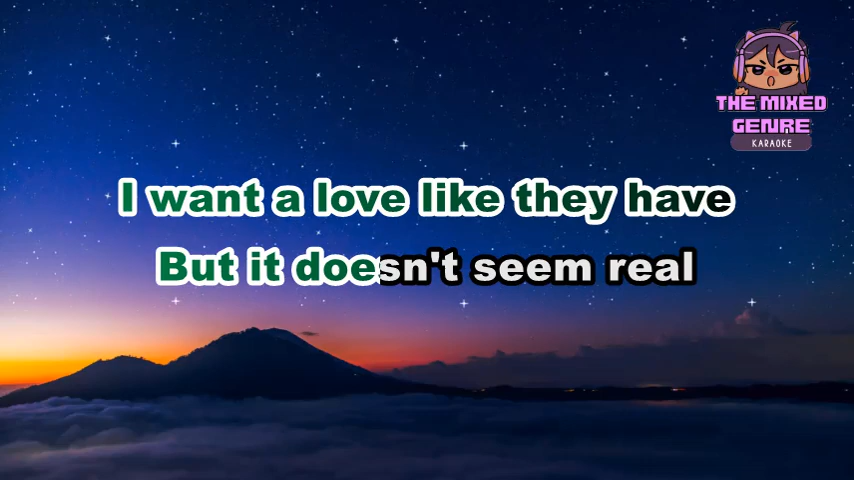 THE MIXED
GENRE
KARAOKE
I want a love like they have
But it doesn't seem real